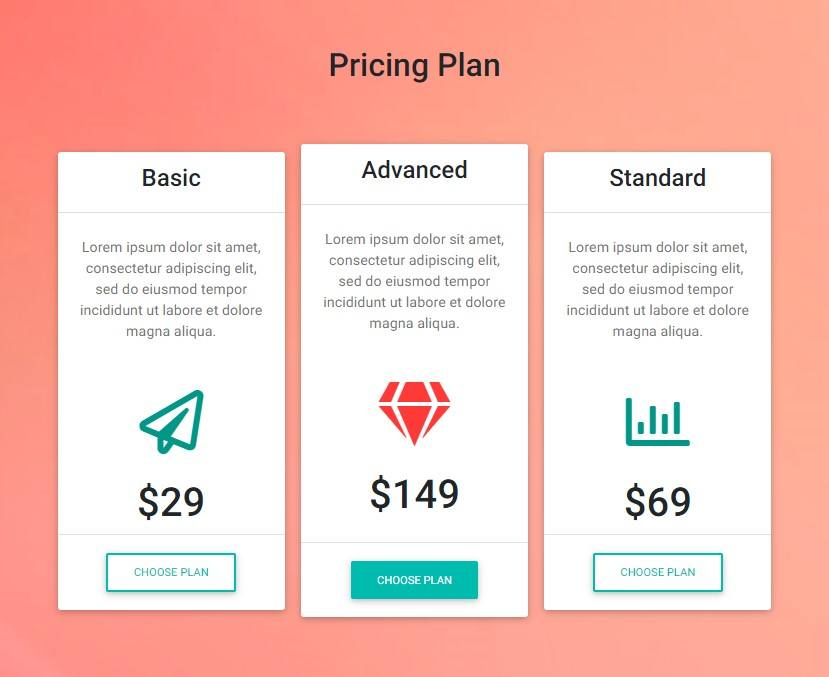 Pricing Plan
Basic
Lorem ipsum dolor sit amet,
consectetur adipiscing elit,
sed do eiusmod tempor
incididunt ut labore et dolore
magna aliqua.
$29
CHOOSE PLAN
Advanced
Lorem ipsum dolor sit amet,
consectetur adipiscing elit,
sed do eiusmod tempor
incididunt ut labore et dolore
magna aliqua.
$149
CHOOSE PLAN
Standard
Lorem ipsum dolor sit amet,
consectetur adipiscing elit,
sed do eiusmod tempor
incididunt ut labore et dolore
magna aliqua.
$69
CHOOSE PLAN